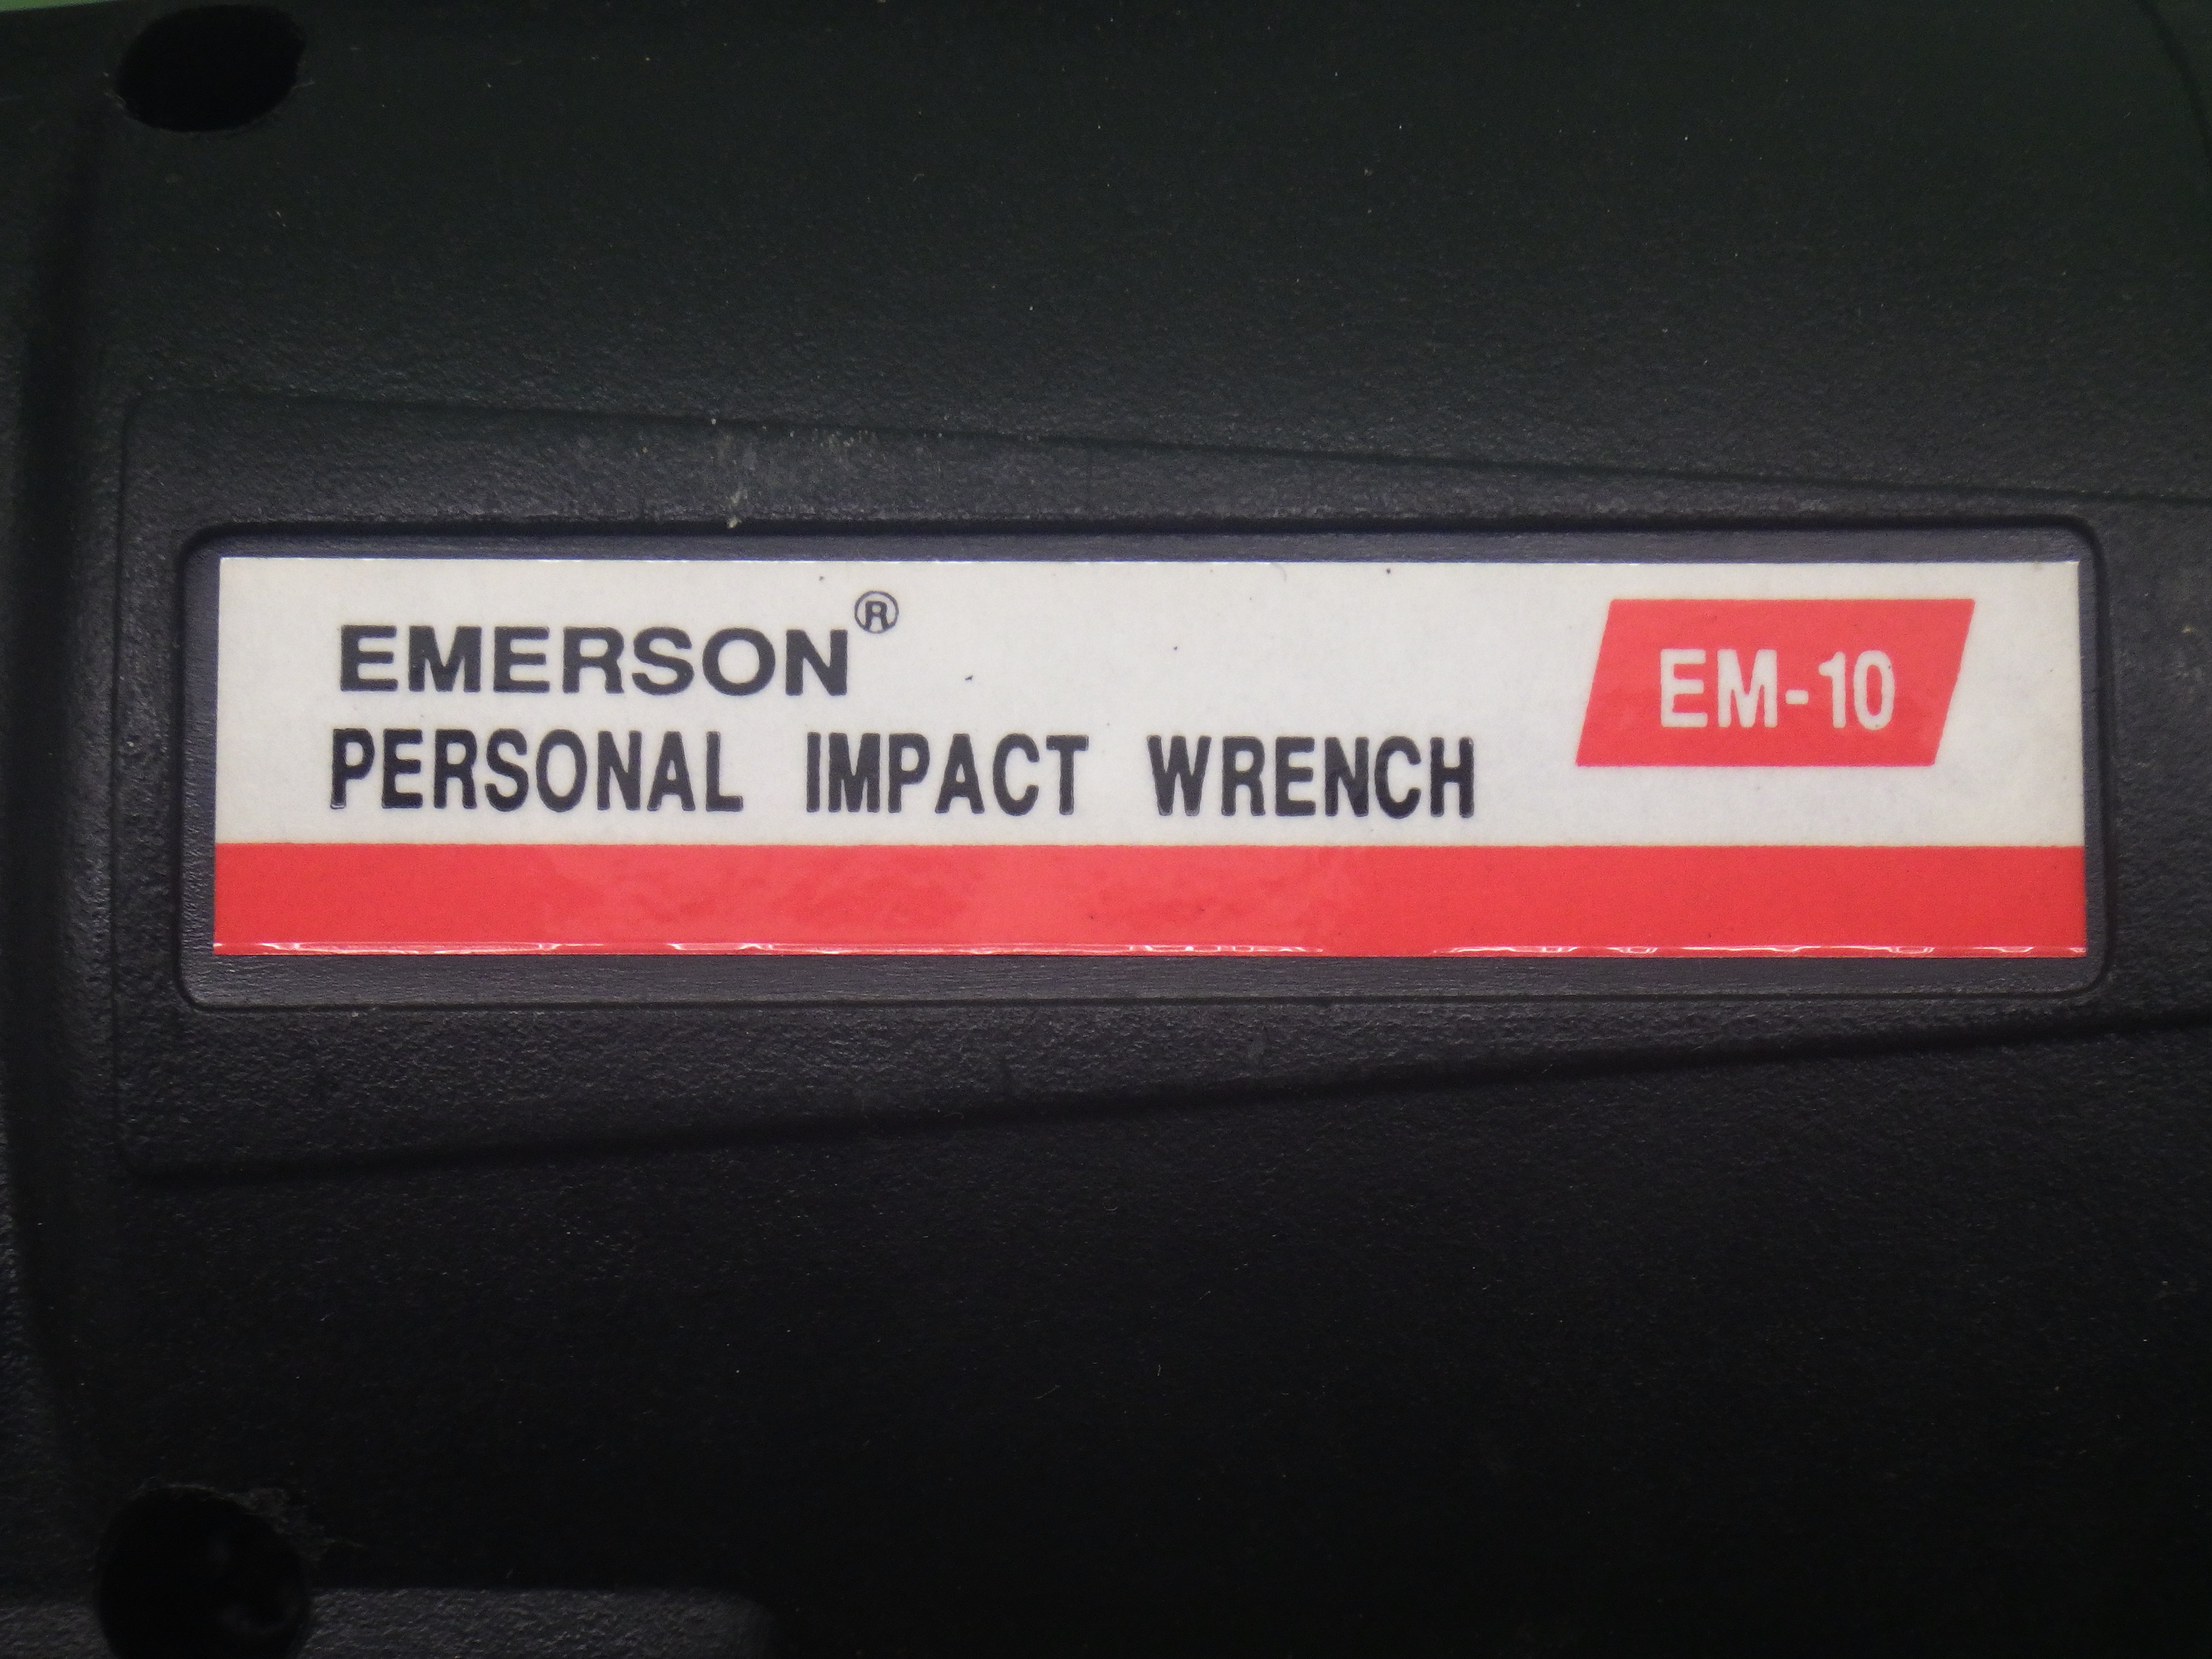 EMERSON®
PERSONAL IMPACT WRENCH
EM-10